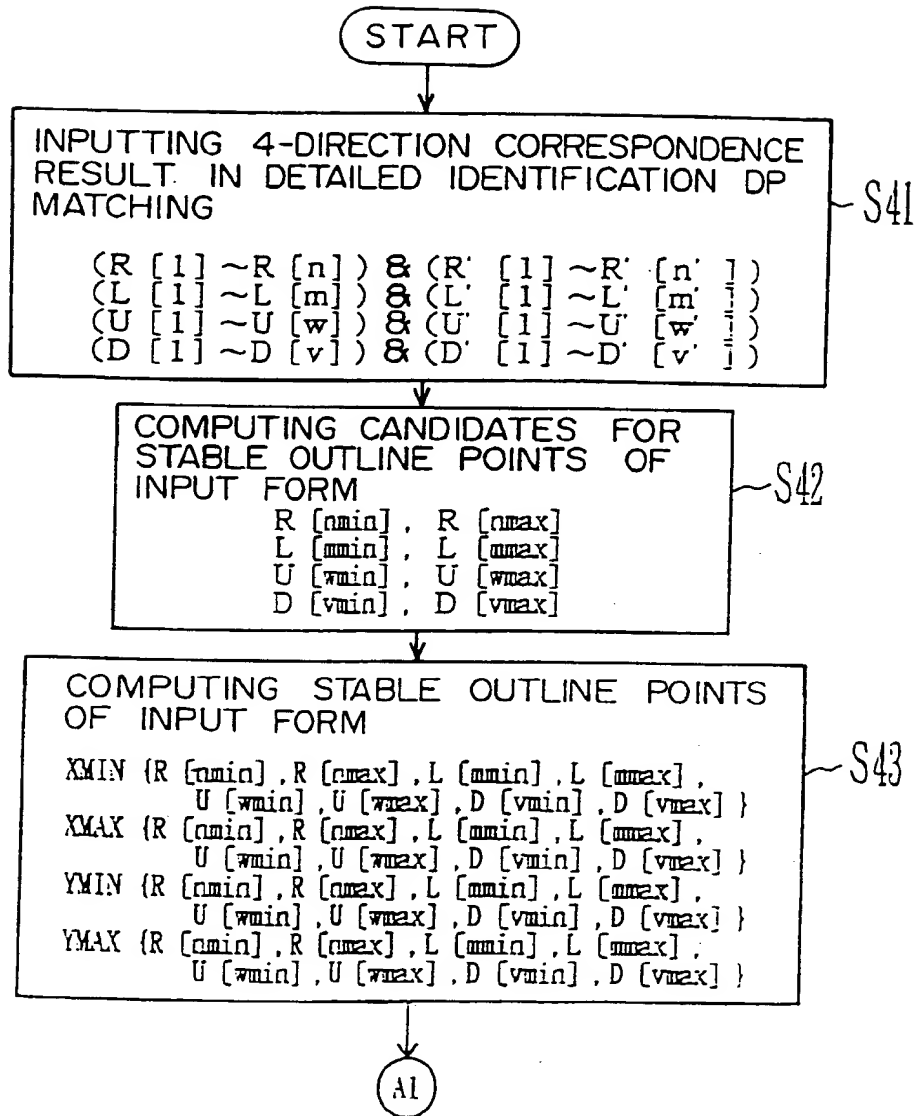 START
INPUTTING 4-DIRECTION CORRESPONDENCE
RESULT IN DETAILED IDENTIFICATION DP
MATCHING
S41
(R [1] ~R [n]) & (R' [1] ~R' [n' ])
(L [1] ~L [m]) & (L' [1] ~L' [m' ])
(U [1] ~U [w]) & (U' [1] ~U' [w' ])
(D [1] ~D [v]) & (D' [1] ~D' [v' ])
COMPUTING CANDIDATES FOR
STABLE OUTLINE POINTS OF
INPUT FORM
S42
R [nmin] , R [nmax]
L [mmin] , L [mmax]
U [wmin] , U [wmax]
D [vmin] , D [vmax]
COMPUTING STABLE OUTLINE POINTS
OF INPUT FORM
S43
XMIN {R [nmin] ,R [nmax] ,L [mmin] ,L [mmax] ,
U [wmin] ,U [wmax] ,D [vmin] ,D [vmax] }
XMAX {R [nmin] ,R [nmax] ,L [mmin] ,L [mmax] ,
U [wmin] ,U [wmax] ,D [vmin] ,D [vmax] }
YMIN {R [nmin] ,R [nmax] ,L [mmin] ,L [mmax] ,
U [wmin] ,U [wmax] ,D [vmin] ,D [vmax] }
YMAX {R [nmin] ,R [nmax] ,L [mmin] ,L [mmax] ,
U [wmin] ,U [wmax] ,D [vmin] ,D [vmax] }
A1